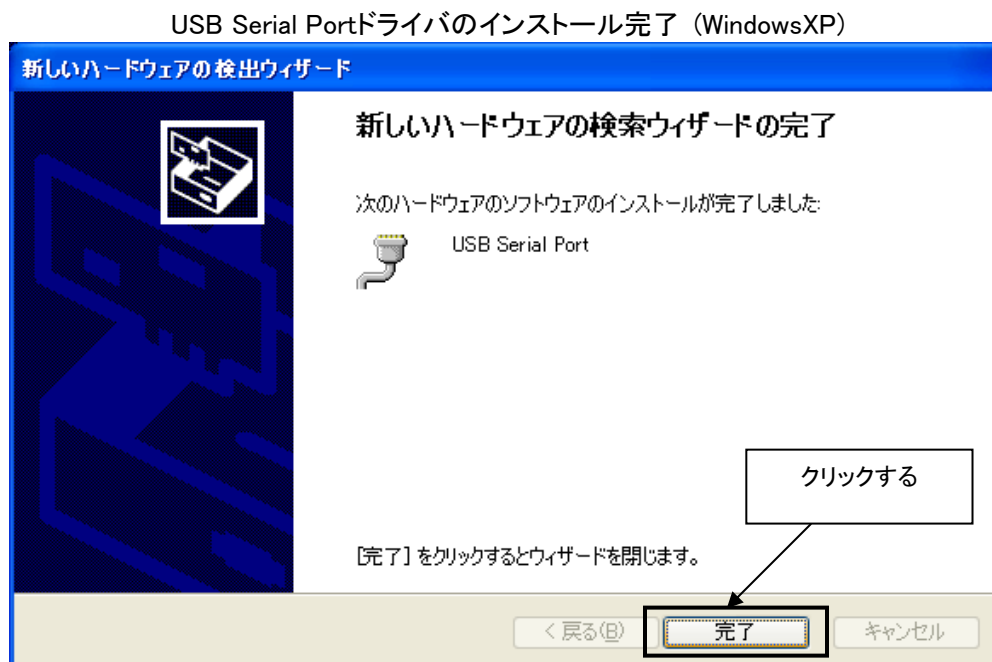 USB Serial Portドライバのインストール完了 (WindowsXP)
新しいハードウェアの検出ウィザード
新しいハードウェアの検索ウィザードの完了
次のハードウェアのソフトウェアのインストールが完了しました:
USB Serial Port
クリックする
[完了] をクリックするとウィザードを閉じます。
< 戻る(B)
完了
キャンセル